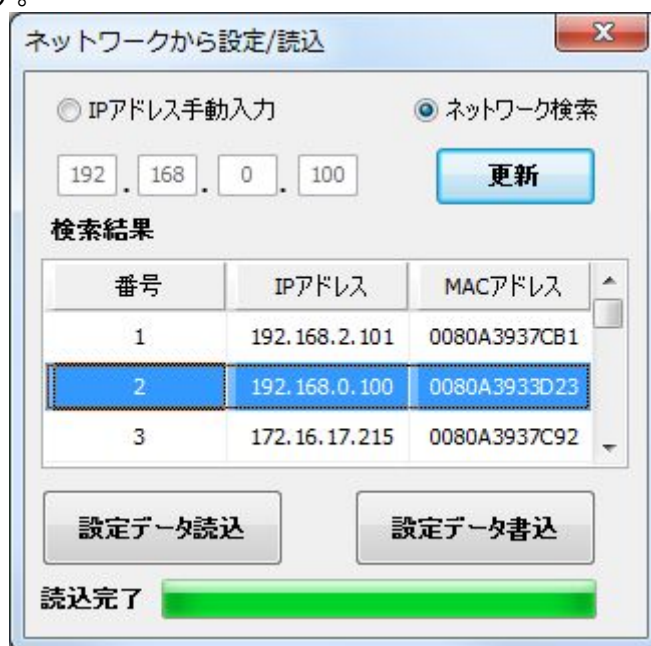 ネットワークから設定/読込
IPアドレス手動入力 ネットワーク検索
192 . 168 . 0 . 100 更新
検索結果
番号 IPアドレス MACアドレス
1 192.168.2.101 0080A3937CB1
2 192.168.0.100 0080A3933D23
3 172.16.17.215 0080A3937C92
設定データ読込 設定データ書込
読込完了